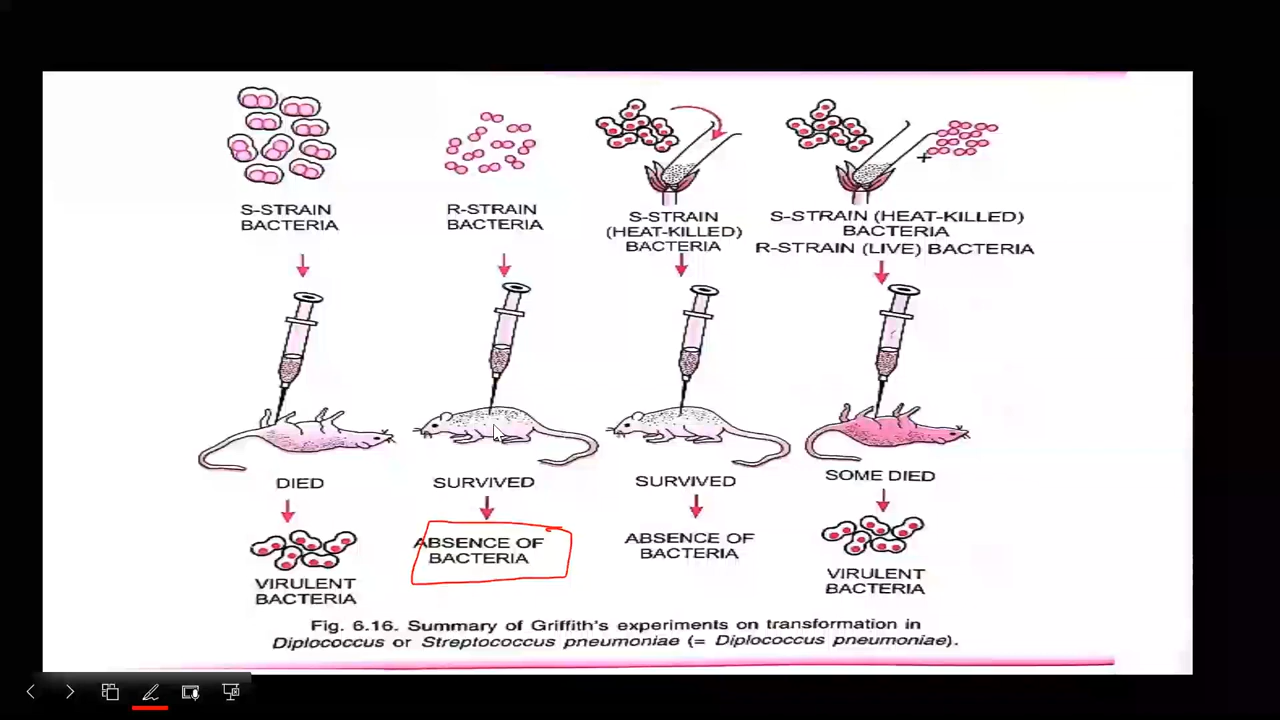 S-STRAIN
BACTERIA
R-STRAIN
BACTERIA
S-STRAIN
(HEAT-KILLED)
BACTERIA
S-STRAIN (HEAT-KILLED)
BACTERIA
R-STRAIN (LIVE) BACTERIA
+
DIED
SURVIVED
SURVIVED
SOME DIED
VIRULENT
BACTERIA
ABSENCE OF
BACTERIA
ABSENCE OF
BACTERIA
VIRULENT
BACTERIA
Fig. 6.16. Summary of Griffith's experiments on transformation in
Diplococcus or Streptococcus pneumoniae (= Diplococcus pneumoniae).